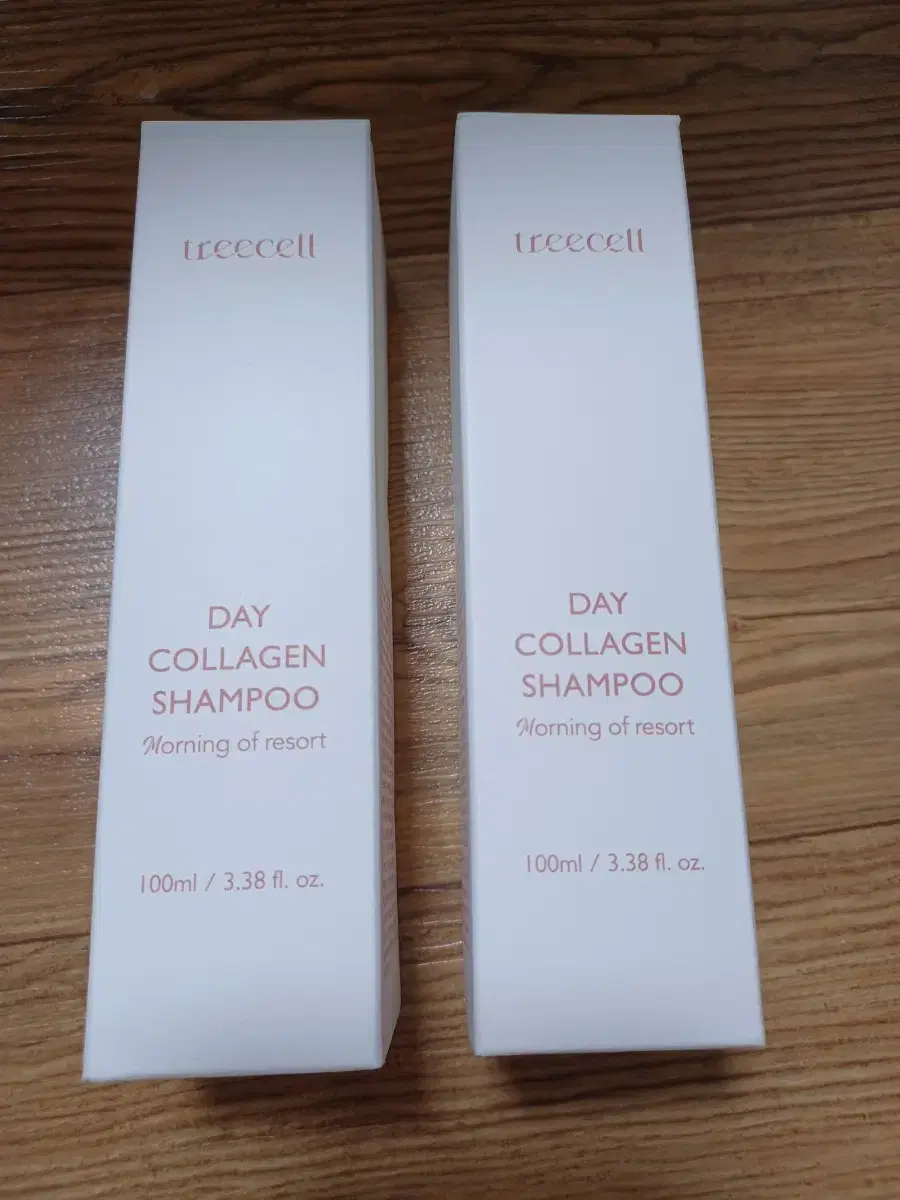 treecell
DAY
COLLAGEN
SHAMPOO
Morning of resort
100ml / 3.38 fl. oz.
treecell
DAY
COLLAGEN
SHAMPOO
Morning of resort
100ml / 3.38 fl. oz.